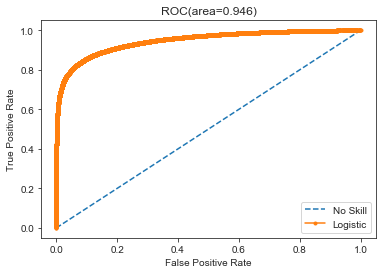 ROC(area=0.946)
True Positive Rate
1.0
0.8
0.6
0.4
0.2
0.0
0.0 0.2 0.4 0.6 0.8 1.0
False Positive Rate
No Skill
Logistic